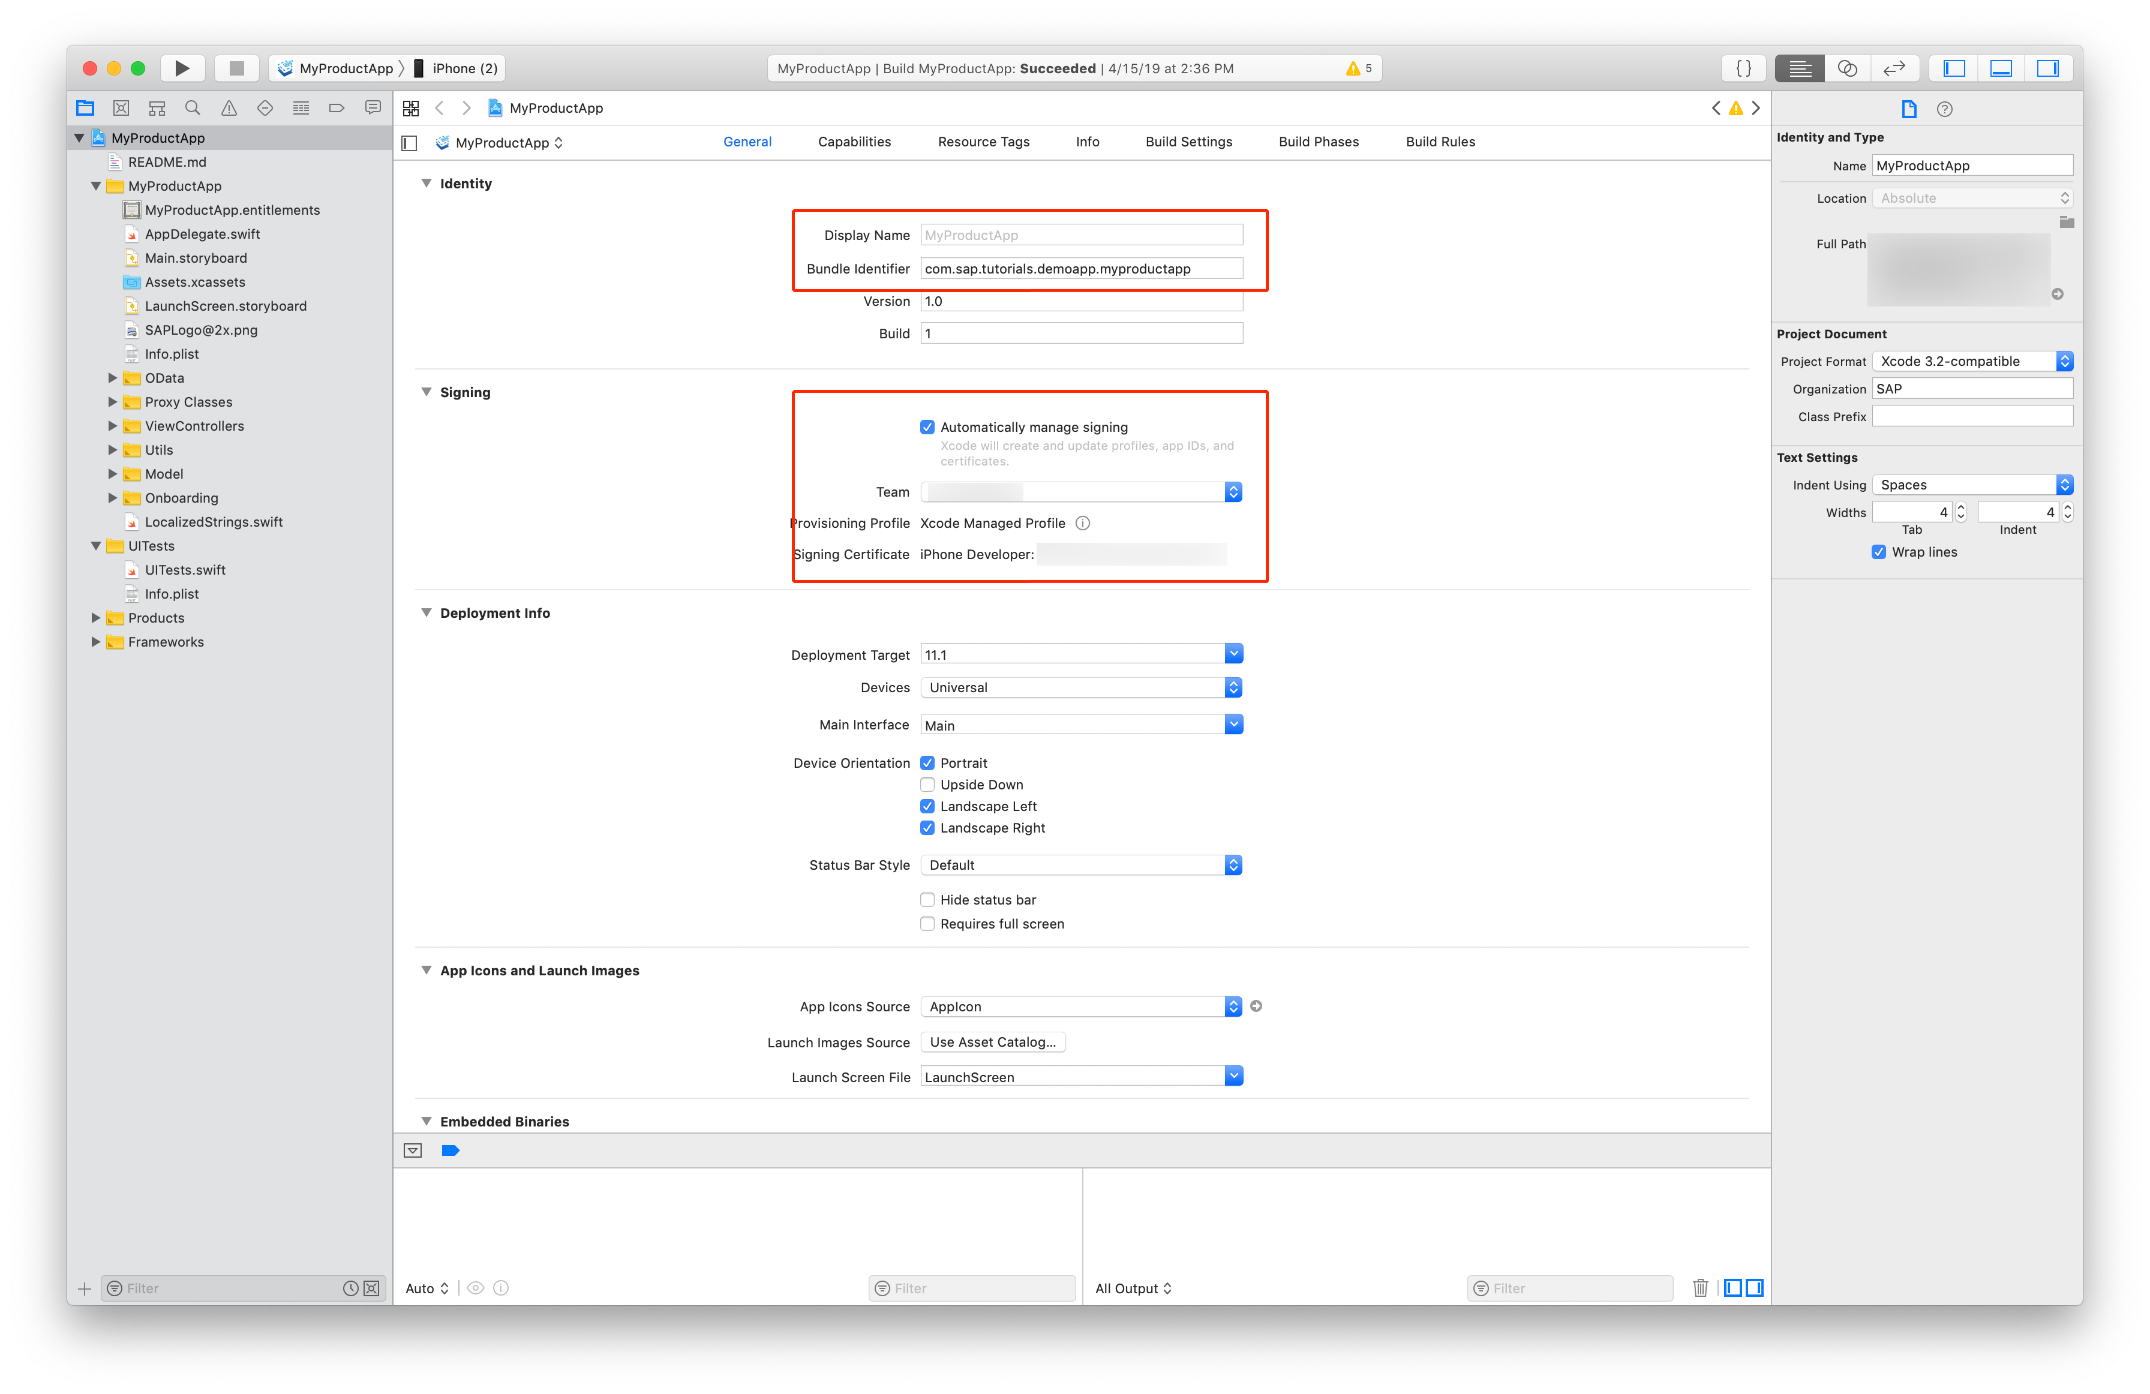 MyProductApp 〉 iPhone (2)
MyProductApp | Build MyProductApp: Succeeded | 4/15/19 at 2:36 PM
5
{ }
MyProductApp
README.md
MyProductApp
MyProductApp.entitlements
AppDelegate.swift
Main.storyboard
Assets.xcassets
LaunchScreen.storyboard
SAPLogo@2x.png
Info.plist
OData
Proxy Classes
ViewControllers
Utils
Model
Onboarding
LocalizedStrings.swift
UITests
UITests.swift
Info.plist
Products
Frameworks
Filter
MyProductApp
MyProductApp
General Capabilities Resource Tags Info Build Settings Build Phases Build Rules
Identity
Display Name MyProductApp
Bundle Identifier com.sap.tutorials.demoapp.myproductapp
Version 1.0
Build 1
Signing
Automatically manage signing
Xcode will create and update profiles, app IDs, and
certificates.
Team
Provisioning Profile Xcode Managed Profile
Signing Certificate iPhone Developer:
Deployment Info
Deployment Target 11.1
Devices Universal
Main Interface Main
Device Orientation Portrait
Upside Down
Landscape Left
Landscape Right
Status Bar Style Default
Hide status bar
Requires full screen
App Icons and Launch Images
App Icons Source AppIcon
Launch Images Source Use Asset Catalog...
Launch Screen File LaunchScreen
Embedded Binaries
Auto Filter
All Output Filter
Identity and Type
Name MyProductApp
Location Absolute
Full Path
Project Document
Project Format Xcode 3.2-compatible
Organization SAP
Class Prefix
Text Settings
Indent Using Spaces
Widths 4 4
Tab Indent
Wrap lines